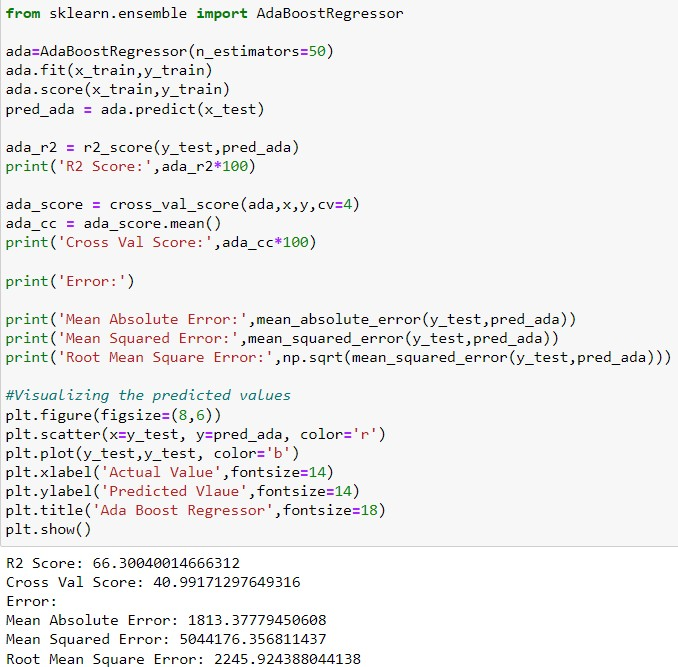 from sklearn.ensemble import AdaBoostRegressor
ada=AdaBoostRegressor(n_estimators=50)
ada.fit(x_train,y_train)
ada.score(x_train,y_train)
pred_ada = ada.predict(x_test)
ada_r2 = r2_score(y_test,pred_ada)
print('R2 Score:',ada_r2*100)
ada_score = cross_val_score(ada,x,y,cv=4)
ada_cc = ada_score.mean()
print('Cross Val Score:',ada_cc*100)
print('Error:')
print('Mean Absolute Error:',mean_absolute_error(y_test,pred_ada))
print('Mean Squared Error:',mean_squared_error(y_test,pred_ada))
print('Root Mean Square Error:',np.sqrt(mean_squared_error(y_test,pred_ada)))
#Visualizing the predicted values
plt.figure(figsize=(8,6))
plt.scatter(x=y_test, y=pred_ada, color='r')
plt.plot(y_test,y_test, color='b')
plt.xlabel('Actual Value',fontsize=14)
plt.ylabel('Predicted Vlaue',fontsize=14)
plt.title('Ada Boost Regressor',fontsize=18)
plt.show()
R2 Score: 66.30040014666312
Cross Val Score: 40.99171297649316
Error:
Mean Absolute Error: 1813.37779450608
Mean Squared Error: 5044176.356811437
Root Mean Square Error: 2245.924388044138